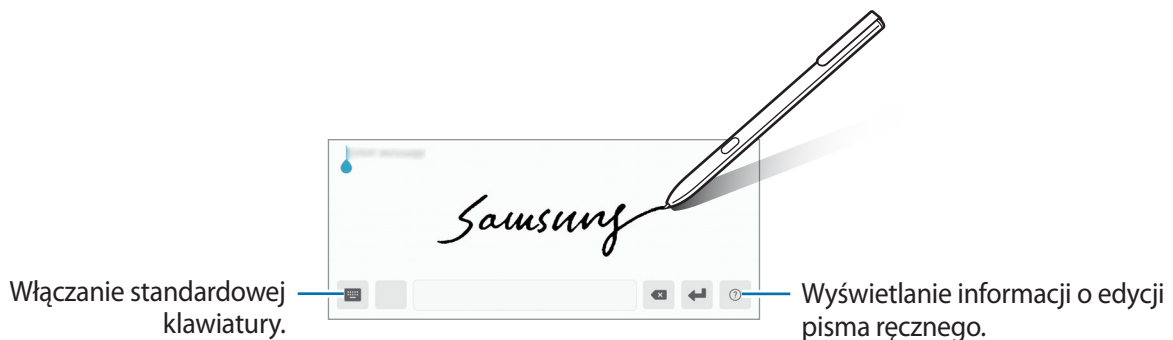 Samsung
Włączanie standardowej
klawiatury.
Wyświetlanie informacji o edycji
pisma ręcznego.